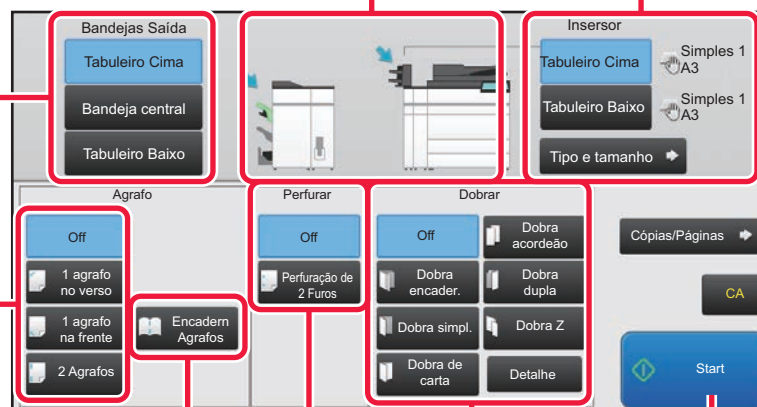 Bandejas Saída
Tabuleiro Cima
Bandeja central
Tabuleiro Baixo
Insersor
Tabuleiro Cima
Simples 1
A3
Tabuleiro Baixo
Simples 1
A3
Tipo e tamanho
Agrafo
Off
1 agrafo
no verso
1 agrafo
na frente
2 Agrafos
Encadern
Agrafos
Perfurar
Off
Perfuração de
2 Furos
Dobrar
Off
Dobra
acordeão
Dobra
encader.
Dobra
dupla
Dobra simpl.
Dobra Z
Dobra de
carta
Detalhe
Cópias/Páginas
CA
Start